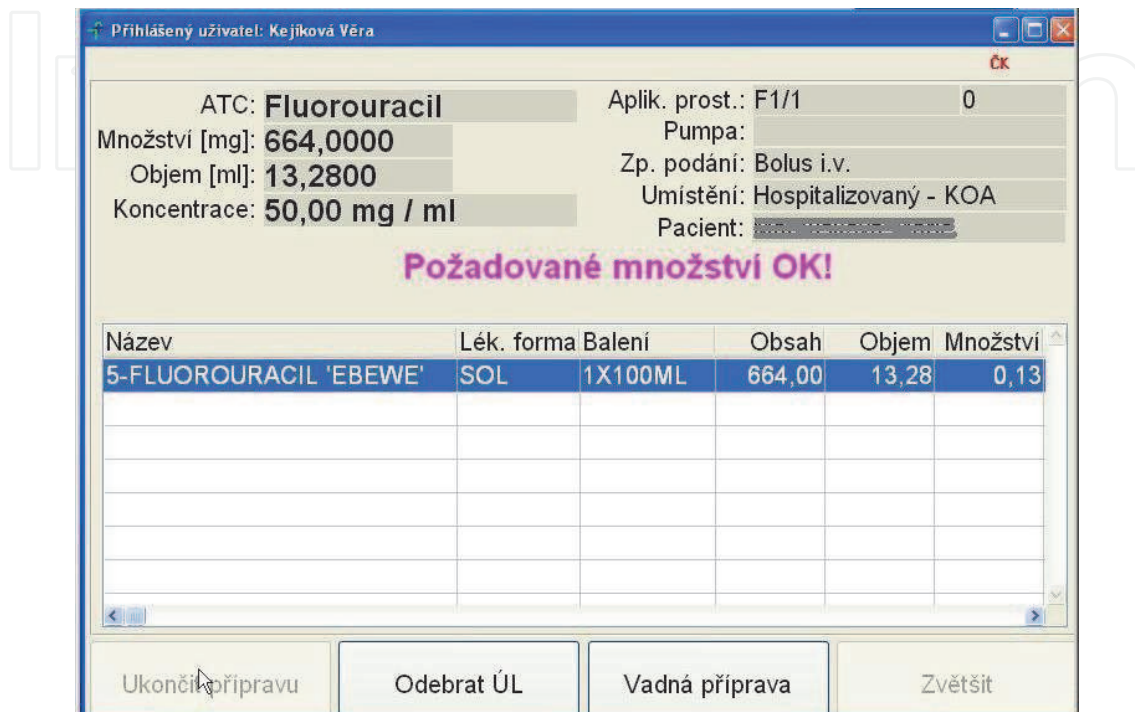 Přihlášený uživatel: Kejíková Věra
ČK
ATC: Fluorouracil
Množství [mg]: 664,0000
Objem [ml]: 13,2800
Koncentrace: 50,00 mg / ml
Aplik. prost.: F1/1 0
Pumpa:
Zp. podání: Bolus i.v.
Umístění: Hospitalizovaný - KOA
Pacient:
Požadované množství OK!
Název Lék. forma Balení Obsah Objem Množství
5-FLUOROURACIL 'EBEWE' SOL 1X100ML 664,00 13,28 0,13
Ukončit přípravu Odebrat ÚL Vadná příprava Zvětšit